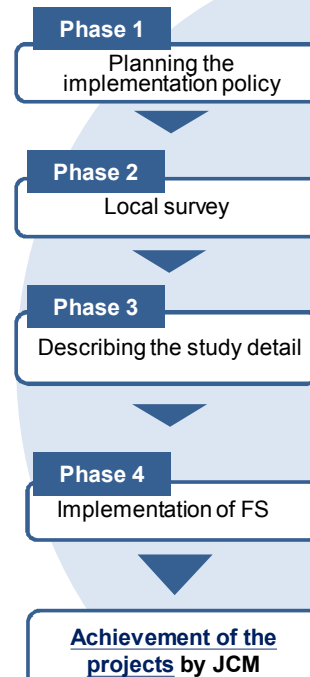 Phase 1
Planning the
implementation policy
Phase 2
Local survey
Phase 3
Describing the study detail
Phase 4
Implementation of FS
Achievement of the
projects by JCM